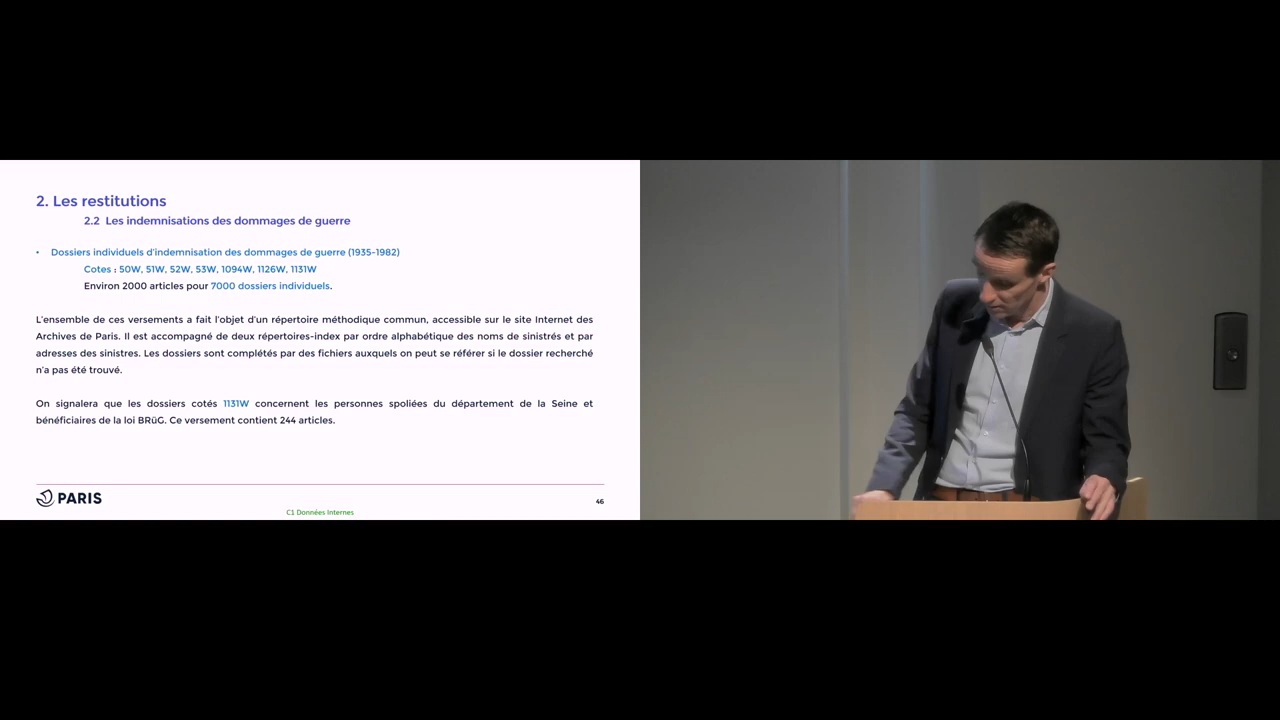 2. Les restitutions
2.2 Les indemnisations des dommages de guerre
• Dossiers individuels d'indemnisation des dommages de guerre (1935-1982)
Cotes : 50W, 51W, 52W, 53W, 1094W, 1126W, 1131W
Environ 2000 articles pour 7000 dossiers individuels.
L'ensemble de ces versements a fait l'objet d'un répertoire méthodique commun, accessible sur le site Internet des
Archives de Paris. Il est accompagné de deux répertoires-index par ordre alphabétique des noms de sinistrés et par
adresses des sinistres. Les dossiers sont complétés par des fichiers auxquels on peut se référer si le dossier recherché
n'a pas été trouvé.
On signalera que les dossiers cotés 1131W concernent les personnes spoliées du département de la Seine et
bénéficiaires de la loi BRüG. Ce versement contient 244 articles.
PARIS
46
C1 Données Internes